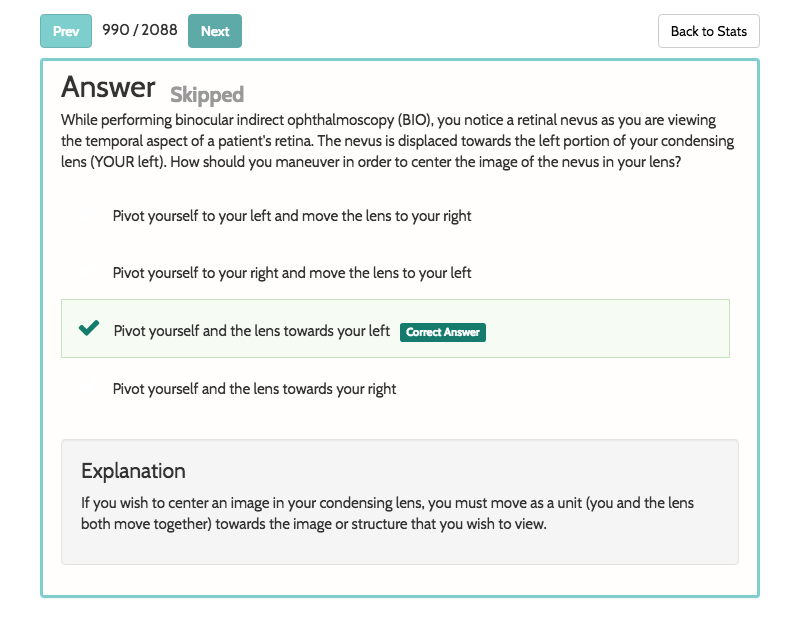 Prev 990 / 2088 Next Back to Stats
Answer Skipped
While performing binocular indirect ophthalmoscopy (BIO), you notice a retinal nevus as you are viewing
the temporal aspect of a patient's retina. The nevus is displaced towards the left portion of your condensing
lens (YOUR left). How should you maneuver in order to center the image of the nevus in your lens?
Pivot yourself to your left and move the lens to your right
Pivot yourself to your right and move the lens to your left
Pivot yourself and the lens towards your left Correct Answer
Pivot yourself and the lens towards your right
Explanation
If you wish to center an image in your condensing lens, you must move as a unit (you and the lens
both move together) towards the image or structure that you wish to view.